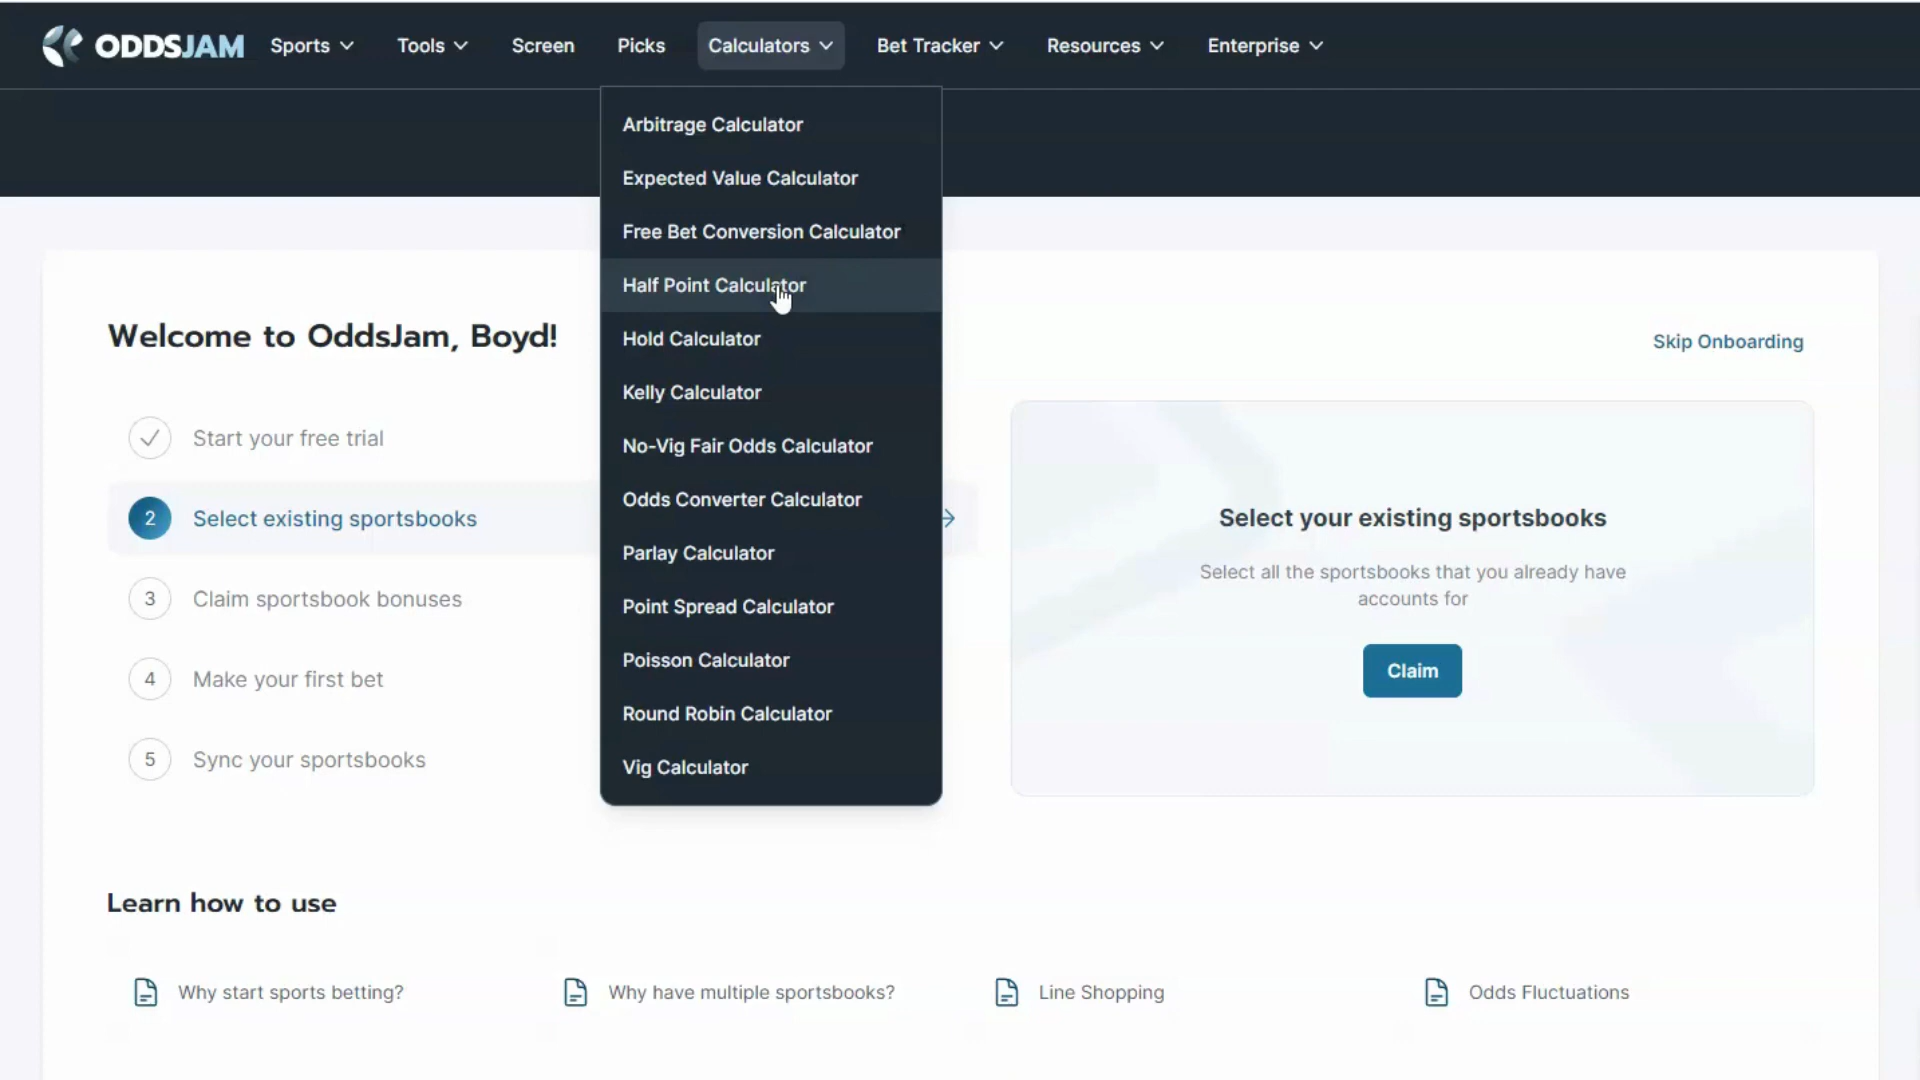 ODDSJAM Sports Tools Screen Picks Calculators Bet Tracker Resources Enterprise
Arbitrage Calculator
Expected Value Calculator
Free Bet Conversion Calculator
Half Point Calculator
Hold Calculator
Kelly Calculator
No-Vig Fair Odds Calculator
Odds Converter Calculator
Parlay Calculator
Point Spread Calculator
Poisson Calculator
Round Robin Calculator
Vig Calculator
Welcome to OddsJam, Boyd!
Skip Onboarding
Start your free trial
2 Select existing sportsbooks
3 Claim sportsbook bonuses
4 Make your first bet
5 Sync your sportsbooks
Select your existing sportsbooks
Select all the sportsbooks that you already have
accounts for
Claim
Learn how to use
Why start sports betting?
Why have multiple sportsbooks?
Line Shopping
Odds Fluctuations